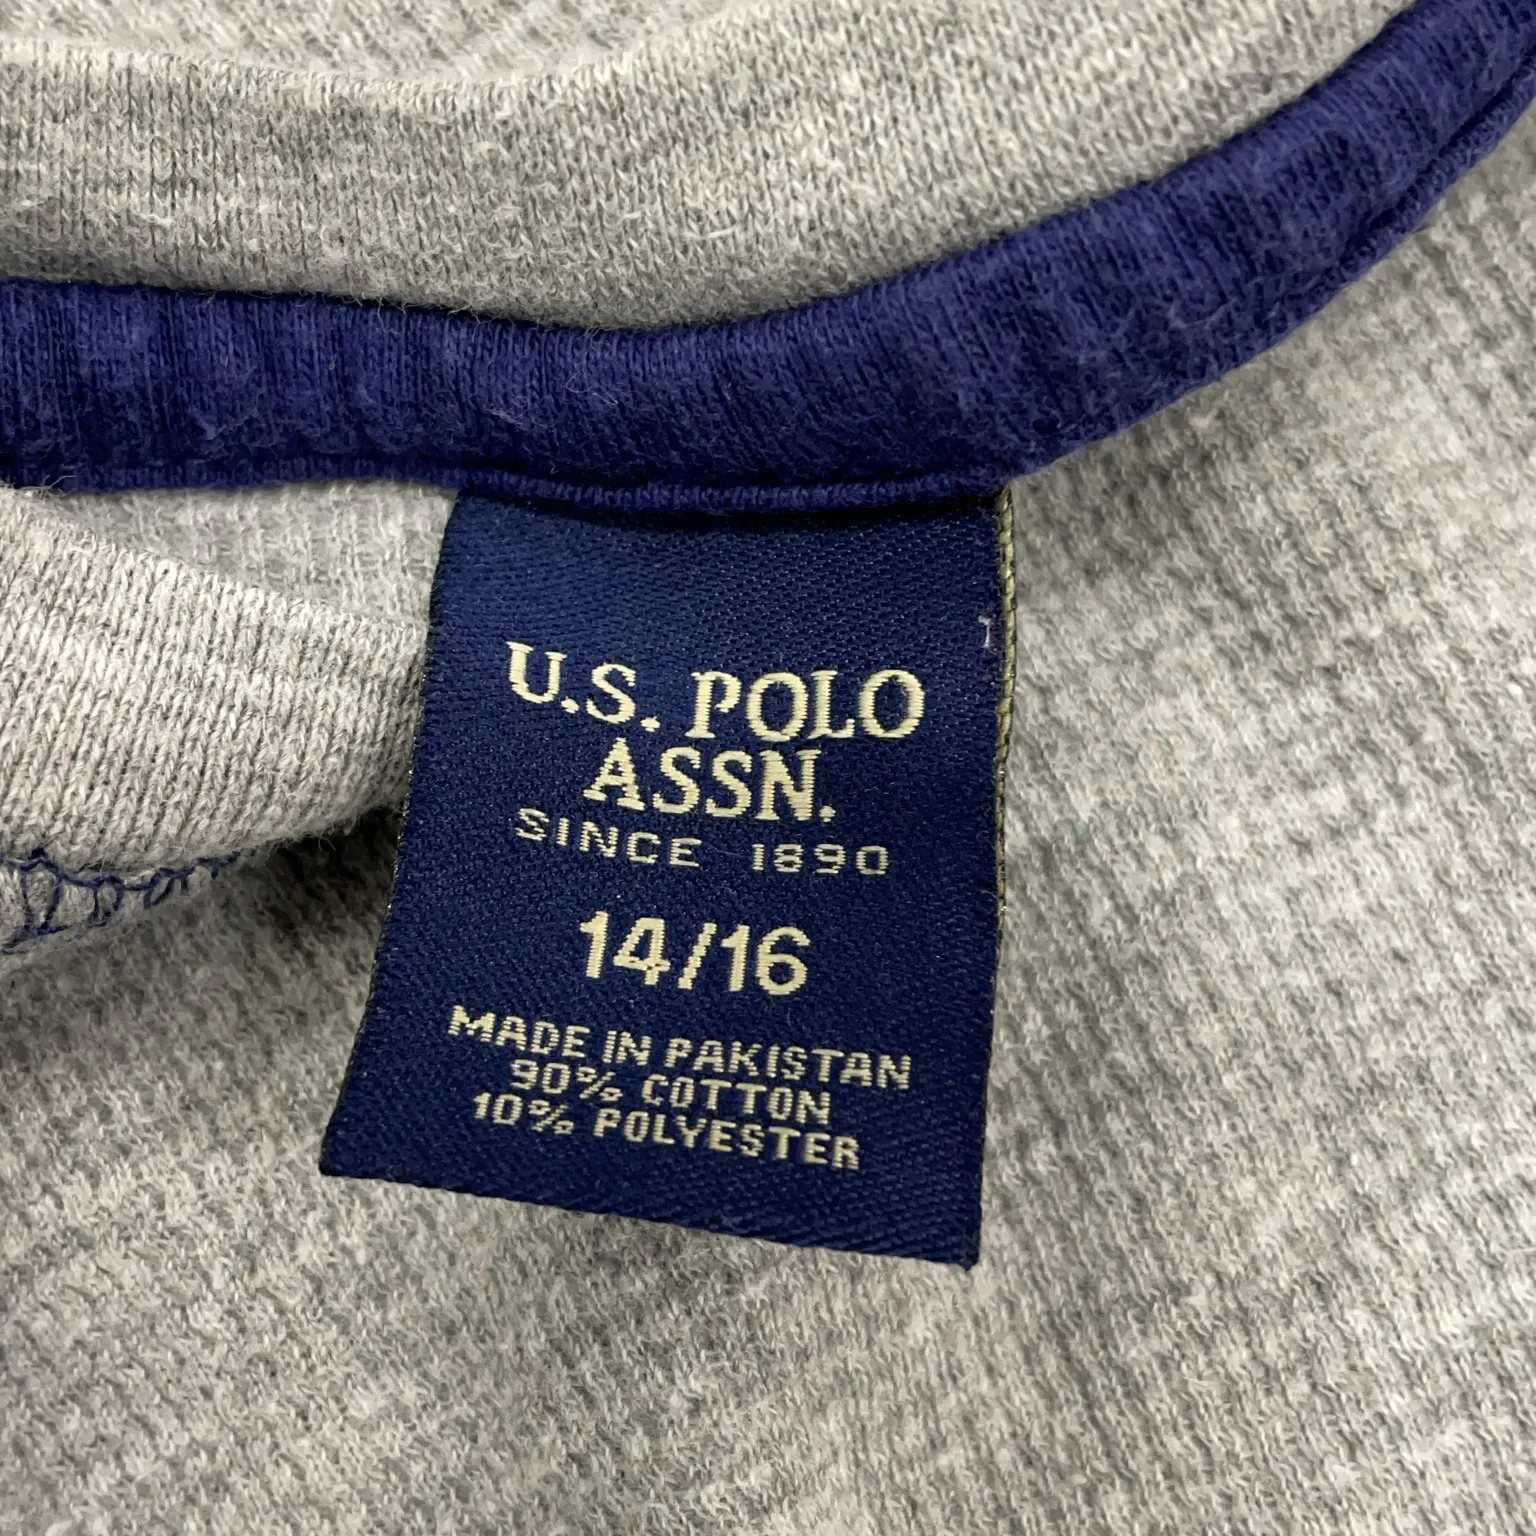 U.S. POLO
ASSN.
SINCE 1890
14/16
MADE IN PAKISTAN
90% COTTON
10% POLYESTER